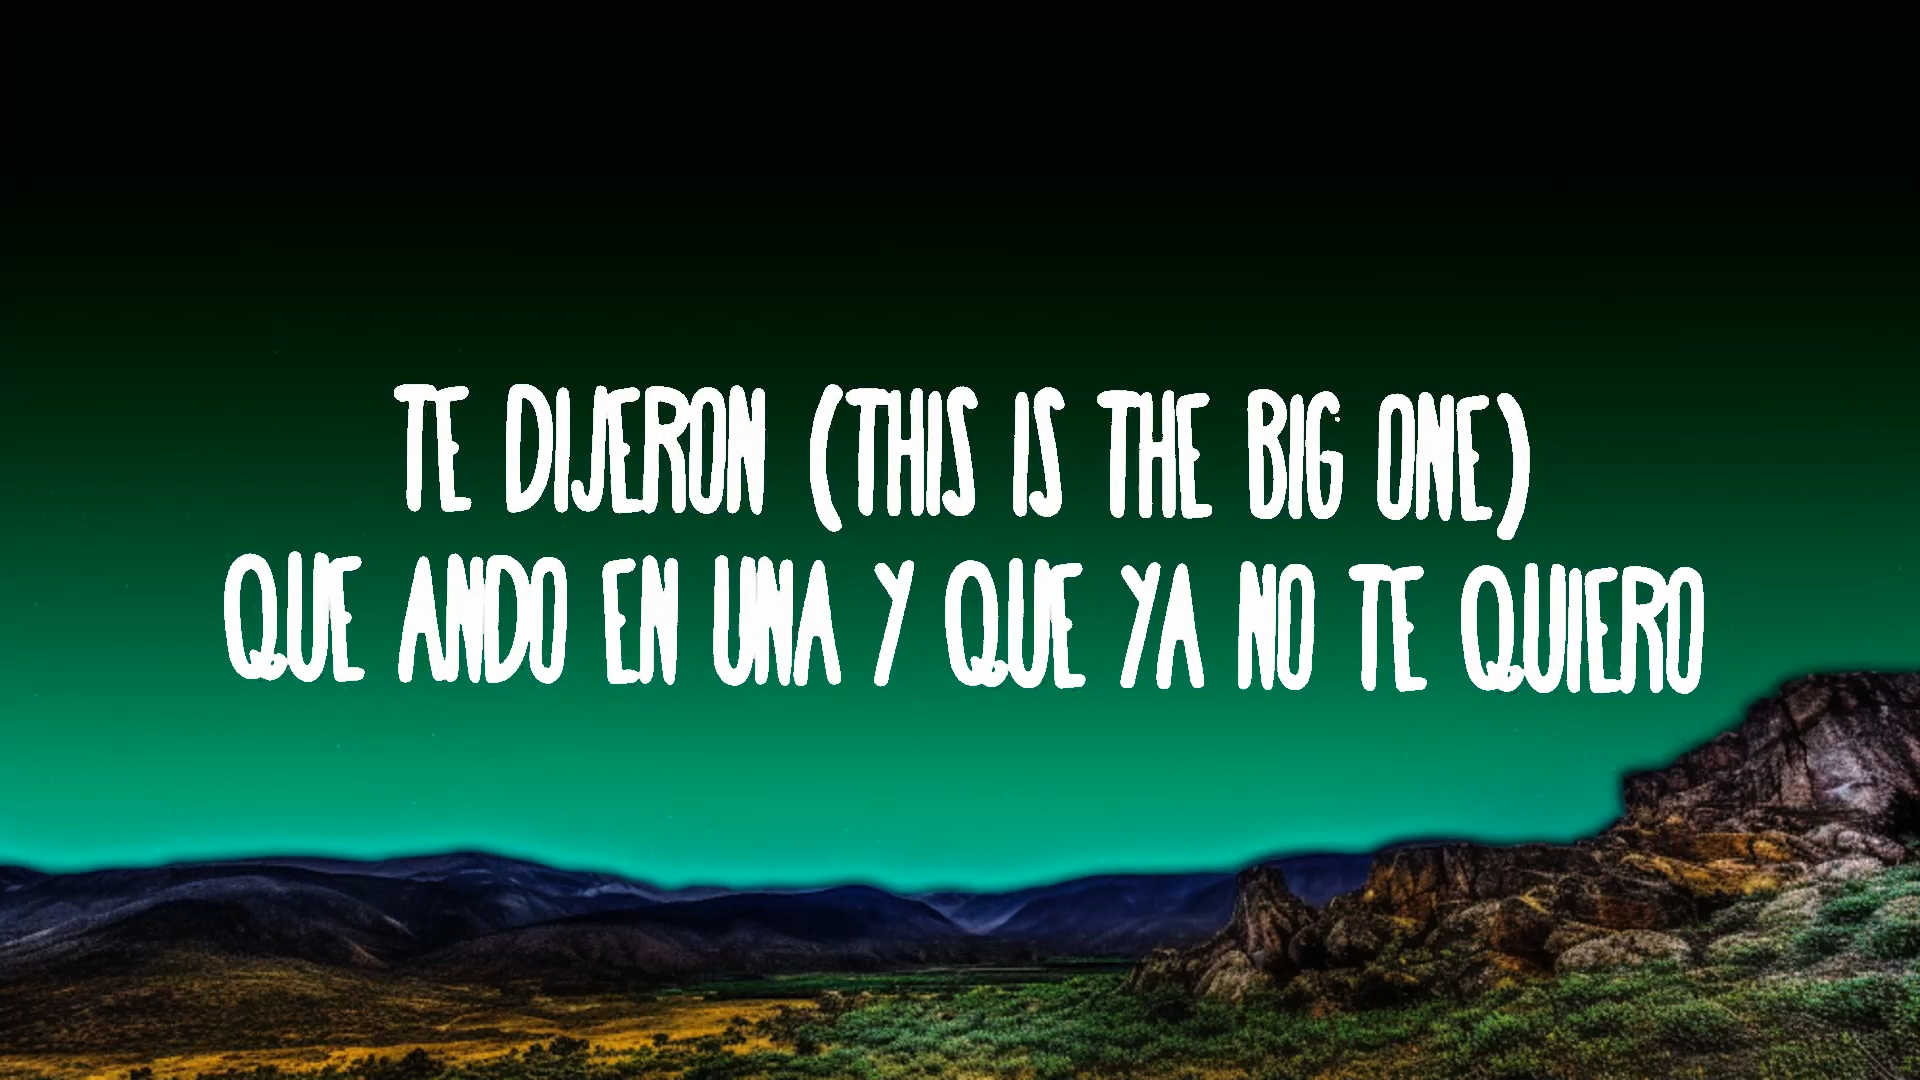 TE DIJERON (THIS IS THE BIG ONE)
QUE ANDO EN UNA Y QUE YA NO TE QUIERO